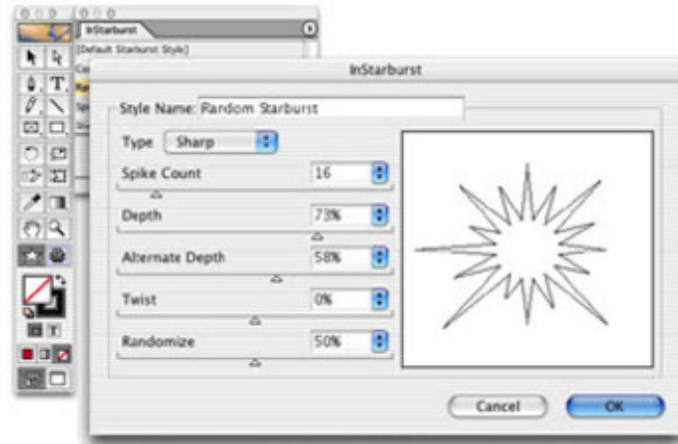 InStarburst
[Default Starburst Style]
InStarburst
Style Name: Random Starburst
Type Sharp
Spike Count 16
Depth 73%
Alternate Depth 58%
Twist 0%
Randomize 50%
Cancel OK